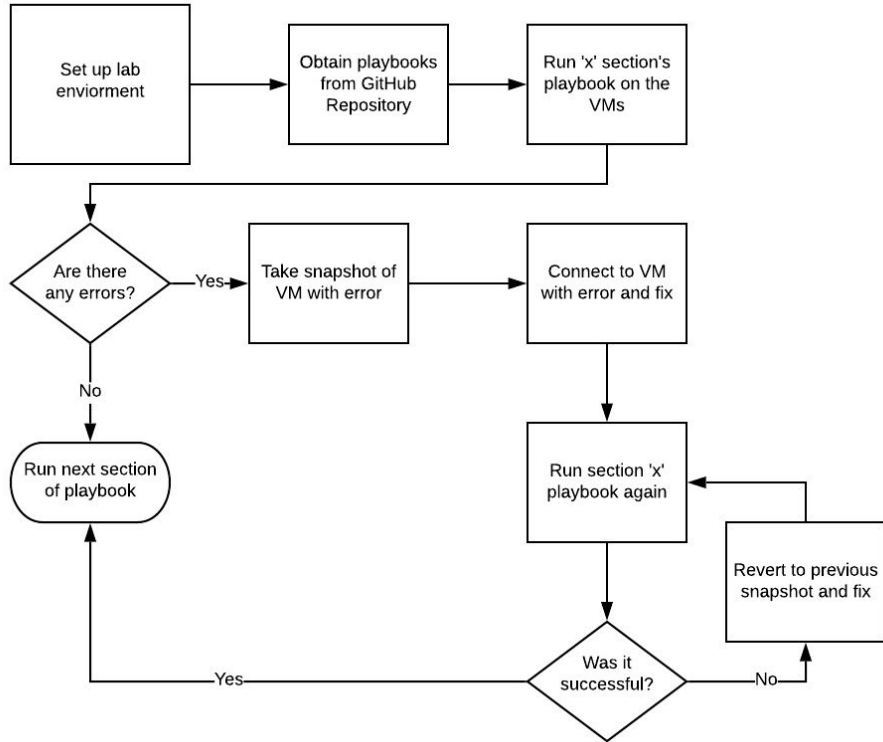 Set up lab
enviorment
Obtain playbooks
from GitHub
Repository
Run 'x' section's
playbook on the
VMs
Are there
any errors?
Yes
Take snapshot of
VM with error
Connect to VM
with error and fix
No
Run next section
of playbook
Run section 'x'
playbook again
Revert to previous
snapshot and fix
Was it
successful?
Yes
No